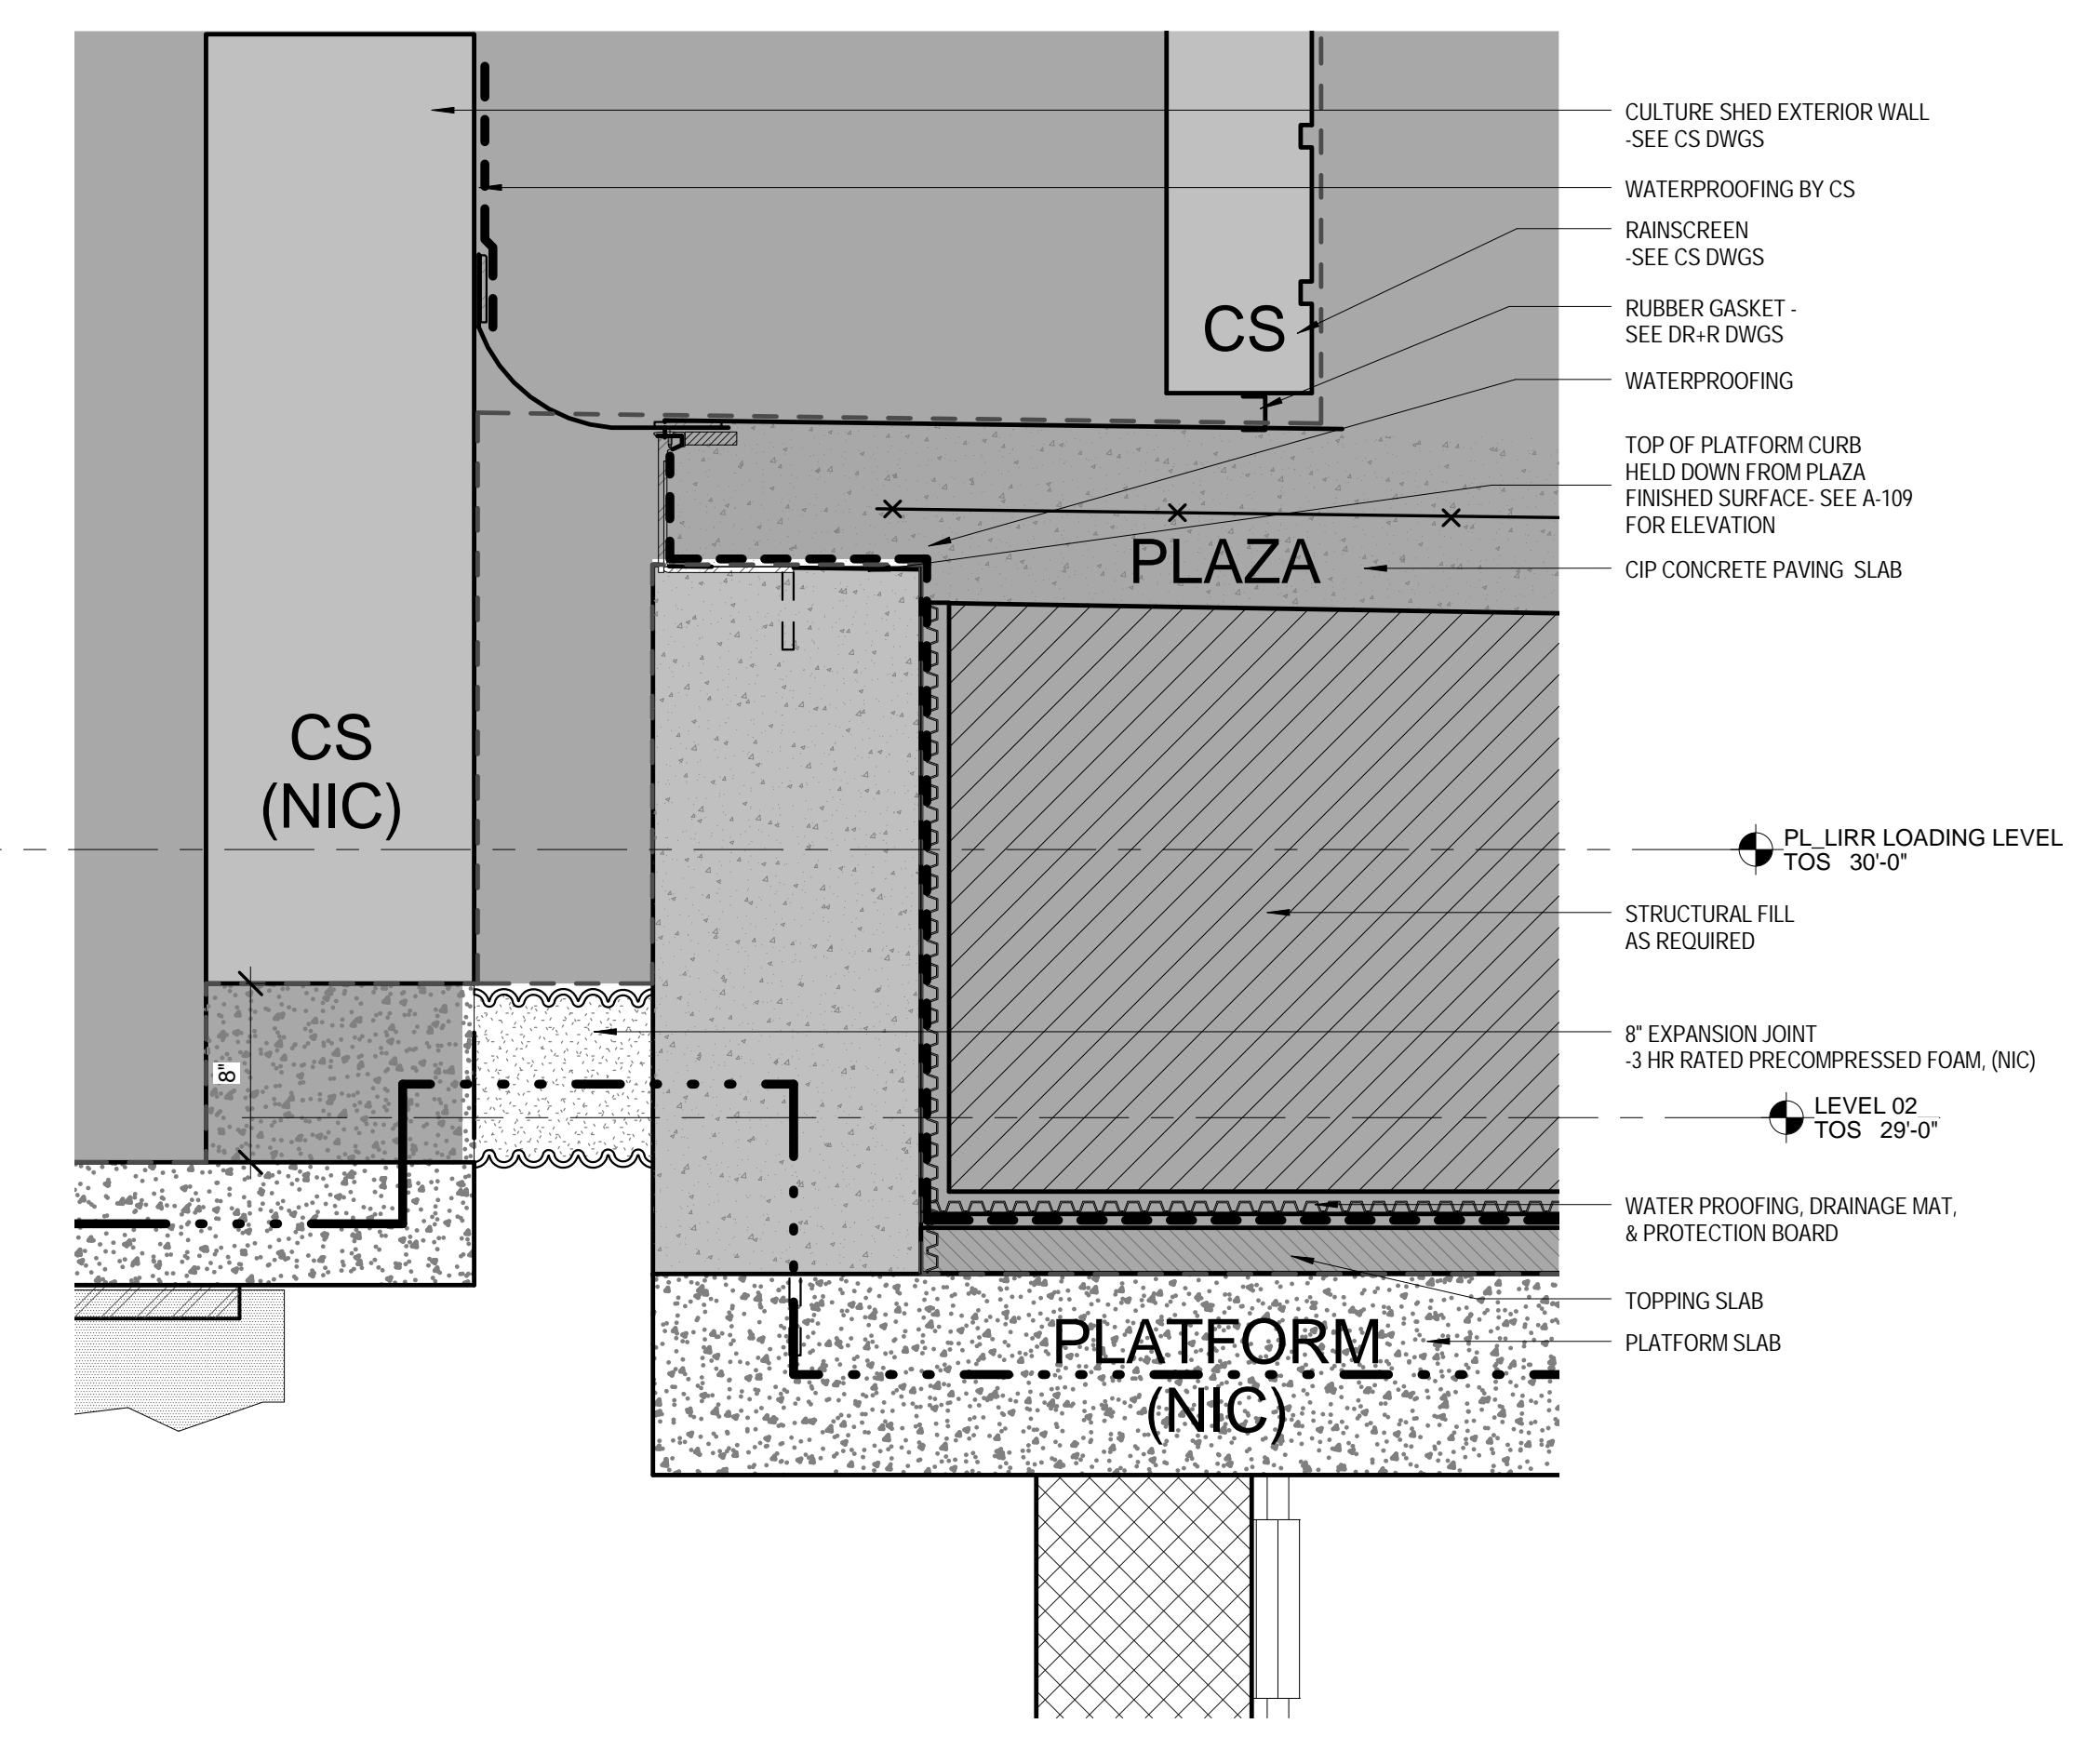 CULTURE SHED EXTERIOR WALL
-SEE CS DWGS
WATERPROOFING BY CS
RAINSCREEN
-SEE CS DWGS
CS
RUBBER GASKET -
SEE DR+R DWGS
WATERPROOFING
TOP OF PLATFORM CURB
HELD DOWN FROM PLAZA
FINISHED SURFACE- SEE A-109
FOR ELEVATION
PLAZA
CIP CONCRETE PAVING SLAB
CS
(NIC)
PL_LIRR LOADING LEVEL
TOS 30'-0"
STRUCTURAL FILL
AS REQUIRED
8"
8" EXPANSION JOINT
-3 HR RATED PRECOMPRESSED FOAM, (NIC)
LEVEL 02
TOS 29'-0"
WATER PROOFING, DRAINAGE MAT,
& PROTECTION BOARD
TOPPING SLAB
PLATFORM
(NIC)
PLATFORM SLAB